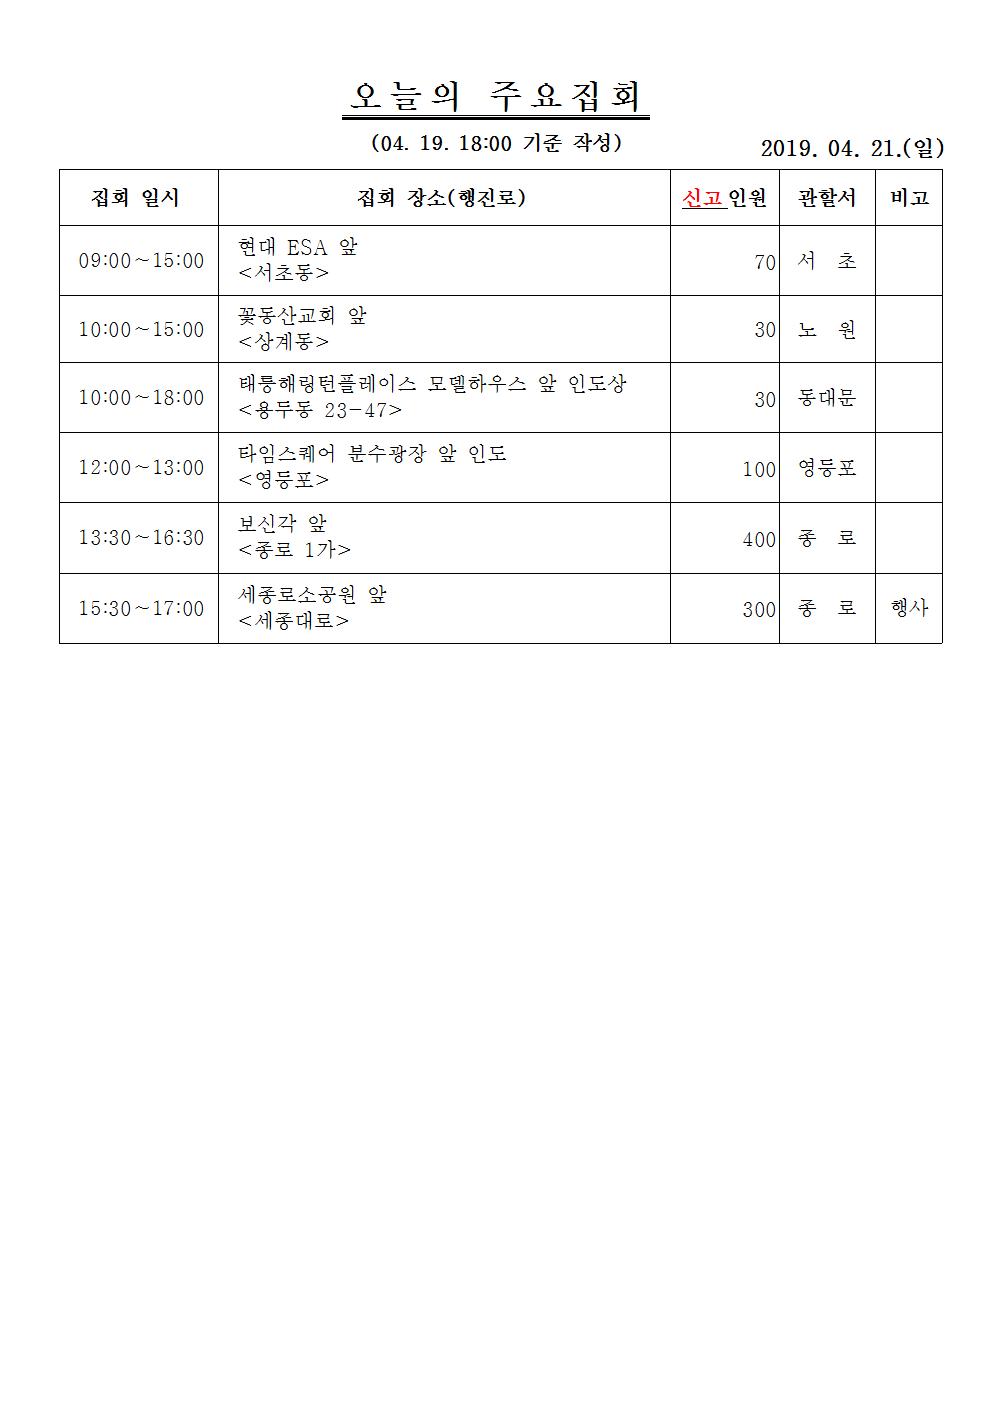 오늘의 주요집회
(04. 19. 18:00 기준 작성)
2019. 04. 21.(일)
집회 일시 집회 장소(행진로) 신고인원 관할서 비고
09:00~15:00 현대 ESA 앞 <서초동> 70 서 초
10:00~15:00 꽃동산교회 앞 <상계동> 30 노 원
10:00~18:00 태릉해링턴플레이스 모델하우스 앞 인도상 <용두동 23-47> 30 동대문
12:00~13:00 타임스퀘어 분수광장 앞 인도 <영등포> 100 영등포
13:30~16:30 보신각 앞 <종로 1가> 400 종 로
15:30~17:00 세종로소공원 앞 <세종대로> 300 종 로 행사